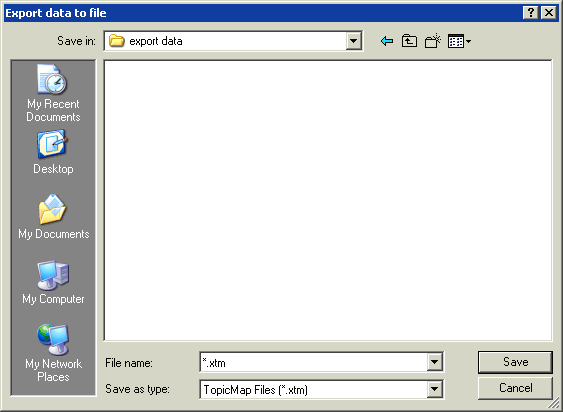 Export data to file
Save in: export data
My Recent
Documents
Desktop
My Documents
My Computer
My Network
Places
File name: *.xtm
Save as type: TopicMap Files (*.xtm)
Save
Cancel